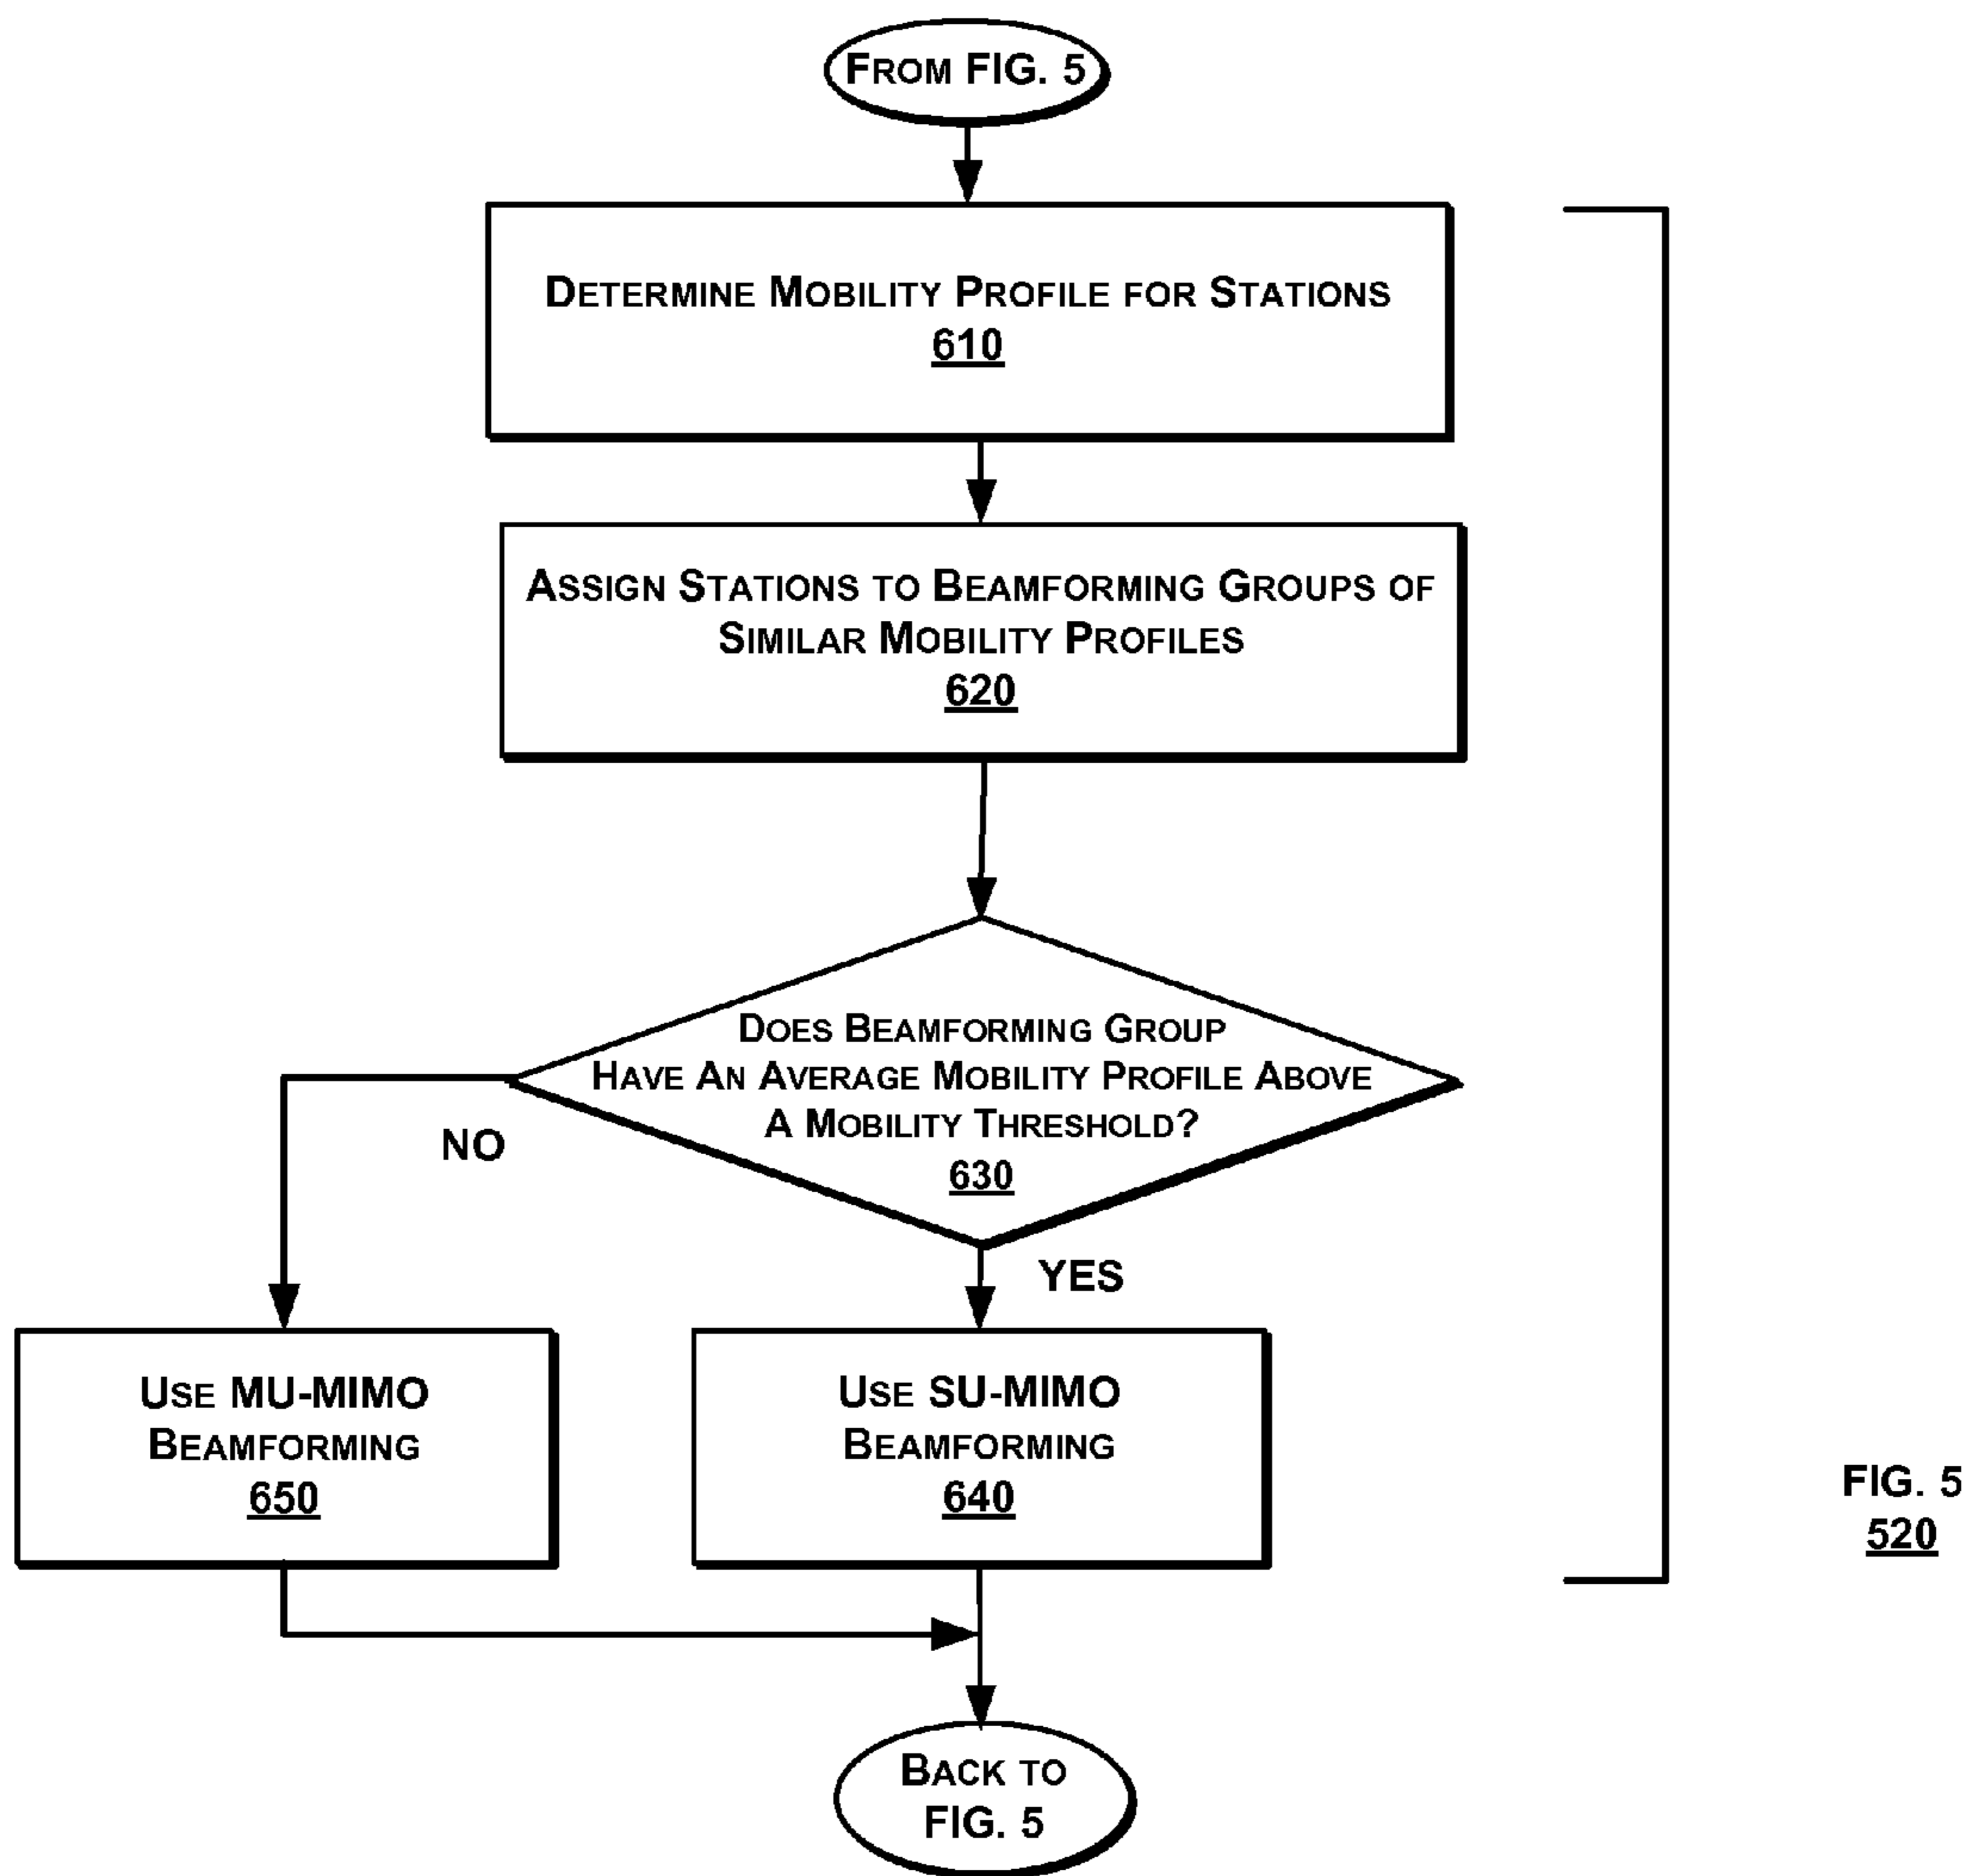 FROM FIG. 5
DETERMINE MOBILITY PROFILE FOR STATIONS
610
ASSIGN STATIONS TO BEAMFORMING GROUPS OF
SIMILAR MOBILITY PROFILES
620
DOES BEAMFORMING GROUP
HAVE AN AVERAGE MOBILITY PROFILE ABOVE
A MOBILITY THRESHOLD?
630
NO
YES
USE MU-MIMO
BEAMFORMING
650
USE SU-MIMO
BEAMFORMING
640
FIG. 5
520
BACK TO
FIG. 5